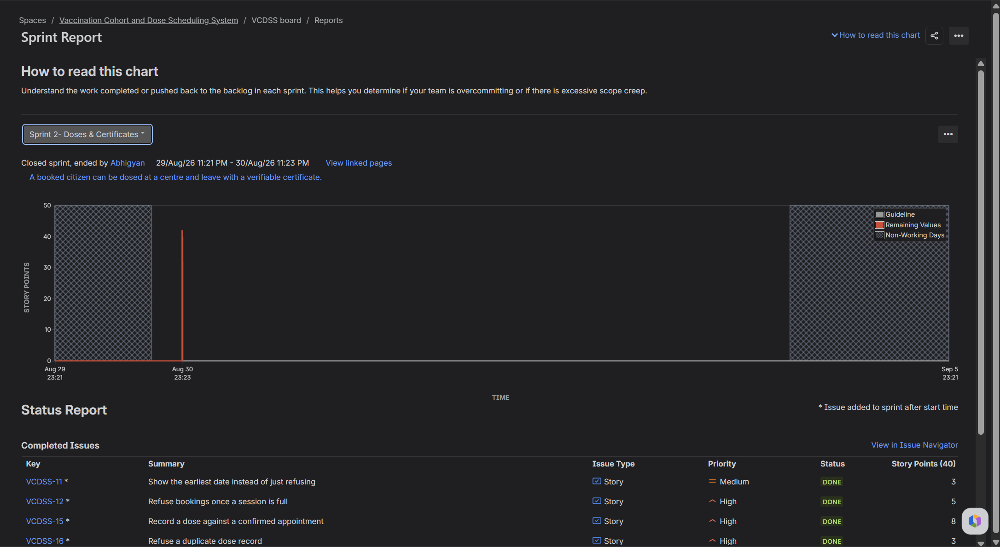 Spaces / Vaccination Cohort and Dose Scheduling System / VCDSS board / Reports
Sprint Report
How to read this chart
How to read this chart
Understand the work completed or pushed back to the backlog in each sprint. This helps you determine if your team is overcommitting or if there is excessive scope creep.
Sprint 2- Doses & Certificates
Closed sprint, ended by Abhigyan 29/Aug/26 11:21 PM - 30/Aug/26 11:23 PM View linked pages
A booked citizen can be dosed at a centre and leave with a verifiable certificate.
50
40
30
20
10
0
STORY POINTS
Guideline
Remaining Values
Non-Working Days
Aug 29 Aug 30 Sep 5
23:21 23:23 23:21
TIME
Status Report
* Issue added to sprint after start time
Completed Issues
View in Issue Navigator
Key Summary Issue Type Priority Status Story Points (40)
VCDSS-11 * Show the earliest date instead of just refusing Story Medium DONE 3
VCDSS-12 * Refuse bookings once a session is full Story High DONE 5
VCDSS-15 * Record a dose against a confirmed appointment Story High DONE 8
VCDSS-16 * Refuse a duplicate dose record Story High DONE 3